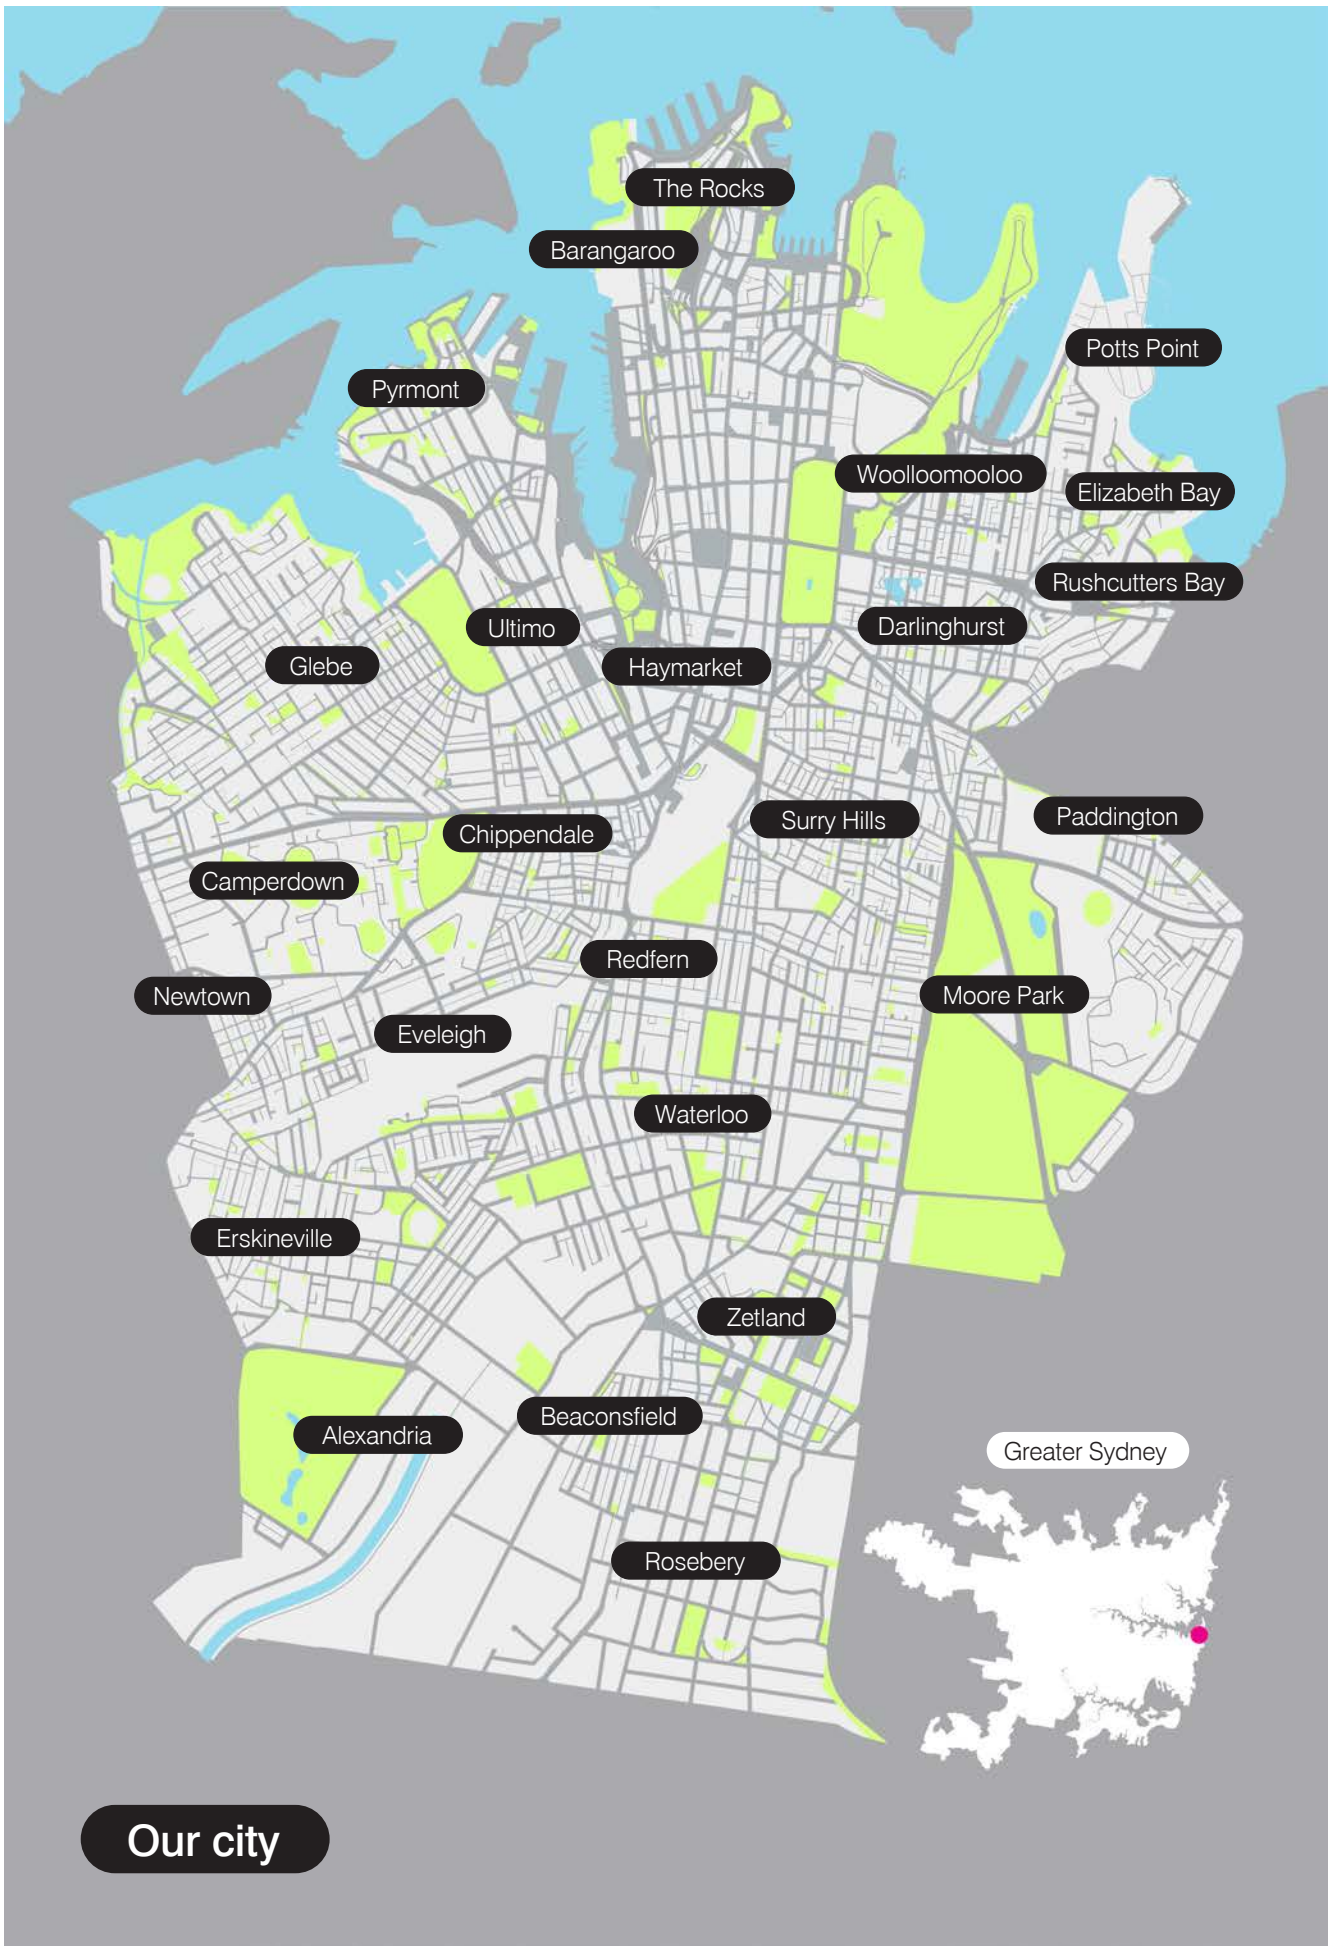 The Rocks
Barangaroo
Potts Point
Pyrmont
Woolloomooloo
Elizabeth Bay
Rushcutters Bay
Ultimo
Darlinghurst
Glebe
Haymarket
Paddington
Surry Hills
Chippendale
Camperdown
Redfern
Newtown
Moore Park
Eveleigh
Waterloo
Erskineville
Zetland
Beaconsfield
Alexandria
Greater Sydney
Rosebery
Our city